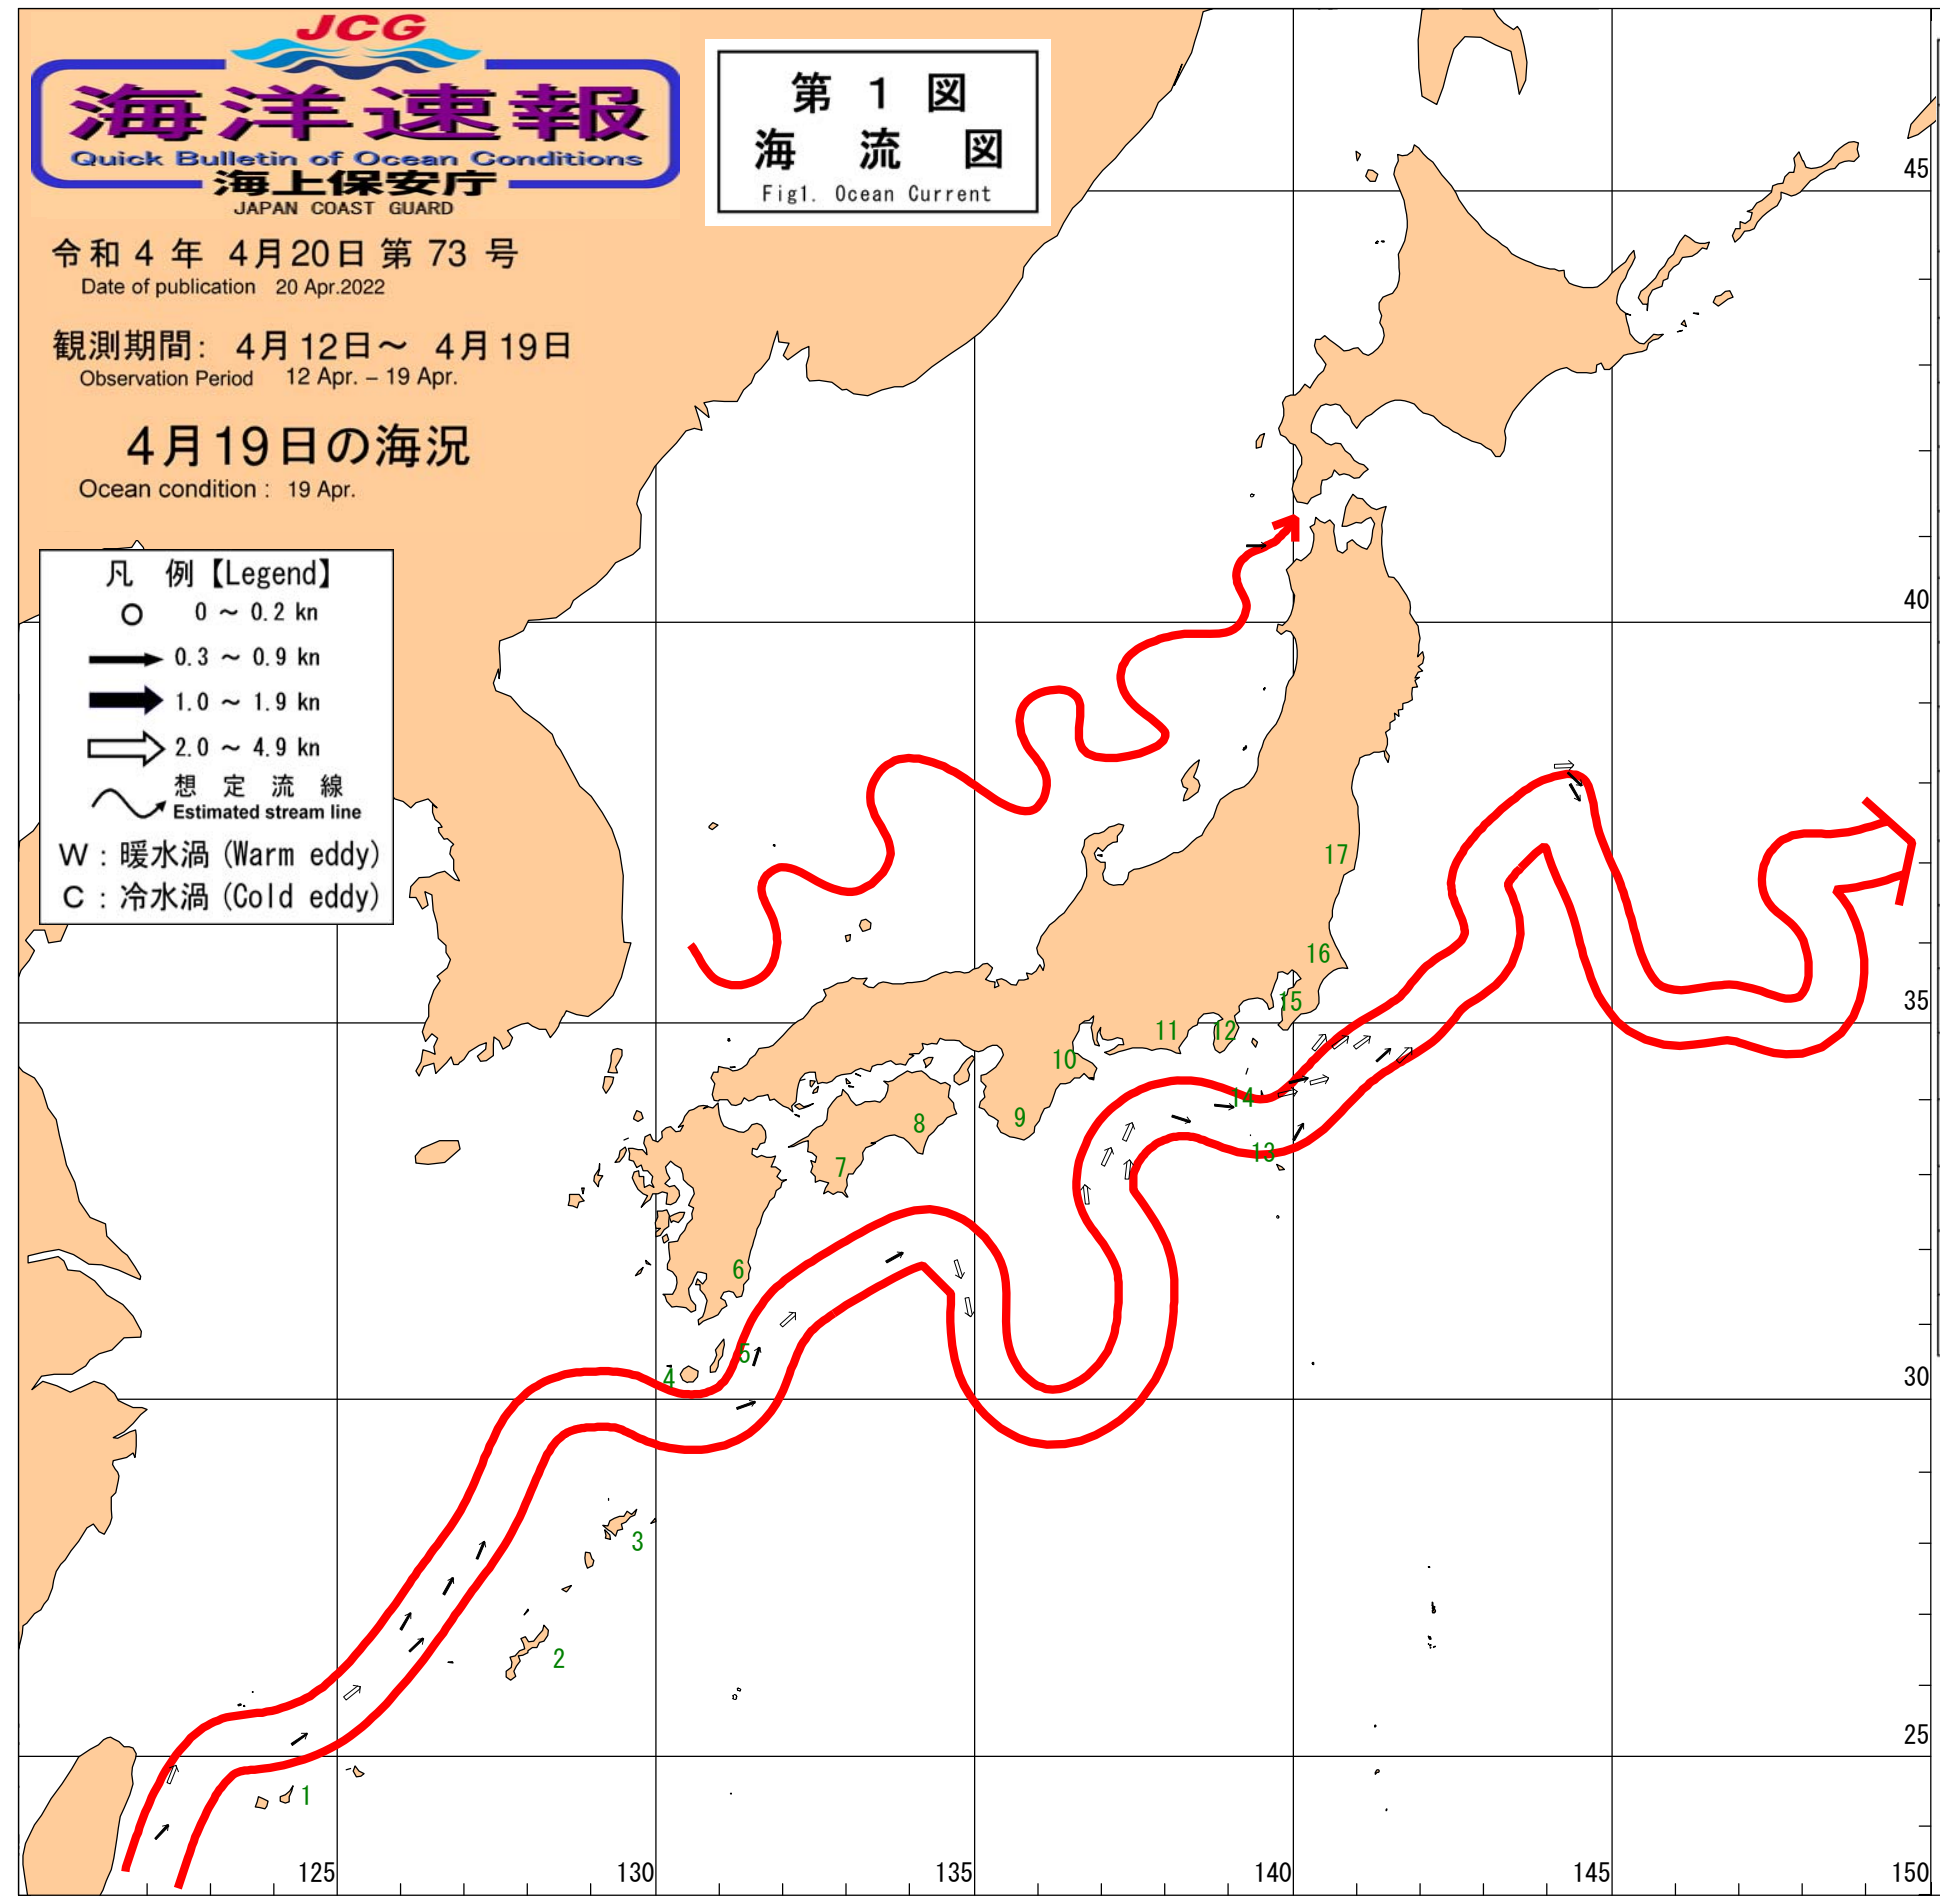 JCG
海洋速報
Quick Bulletin of Ocean Conditions
海上保安庁
JAPAN COAST GUARD
令和 4 年 4月20日 第 73 号
Date of publication 20 Apr.2022
観測期間: 4月12日～ 4月19日
Observation Period 12 Apr. – 19 Apr.
4月19日の海況
Ocean condition : 19 Apr.
第 1 図
海 流 図
Fig1. Ocean Current
凡 例【Legend】
0 ～ 0.2 kn
0.3 ～ 0.9 kn
1.0 ～ 1.9 kn
2.0 ～ 4.9 kn
想 定 流 線
Estimated stream line
W : 暖水渦 (Warm eddy)
C : 冷水渦 (Cold eddy)
45
40
17
16
35
15
12
11
10
14
9
8
13
7
6
5
4
30
3
2
25
1
125
130
135
140
145
150